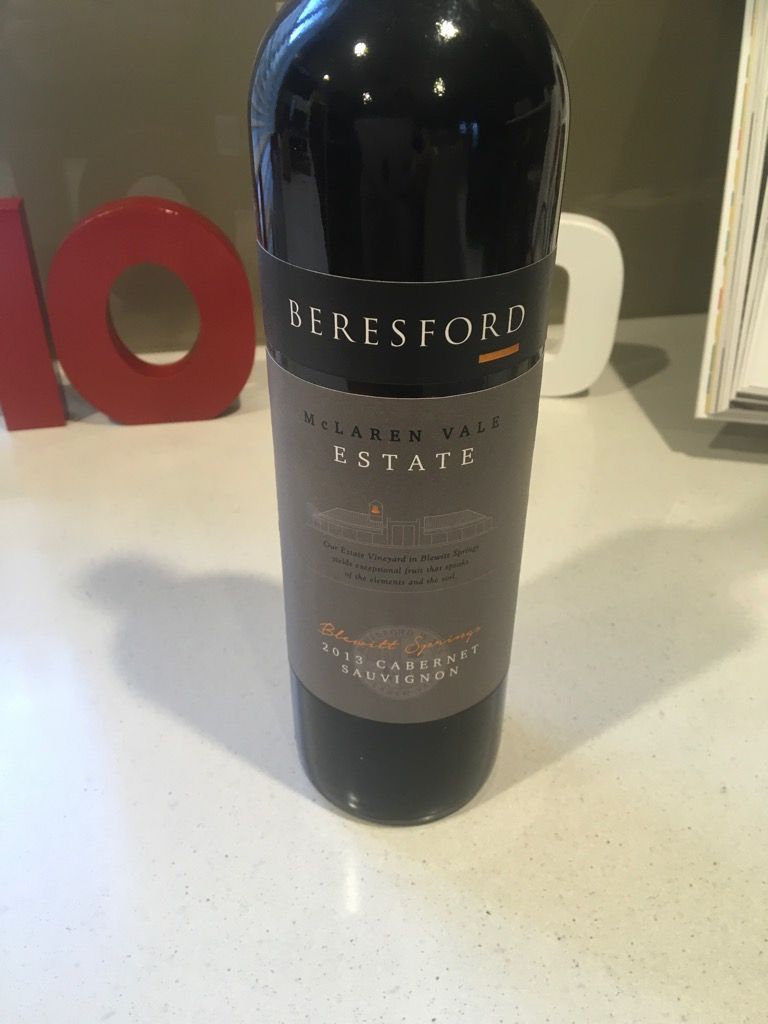 BERESFORD
McLAREN VALE
ESTATE
Our Estate Vineyard in Blewitt Springs
yields exceptional fruit that speaks
of the elements and the soil.
Blewitt Springs
2013 CABERNET
SAUVIGNON
10